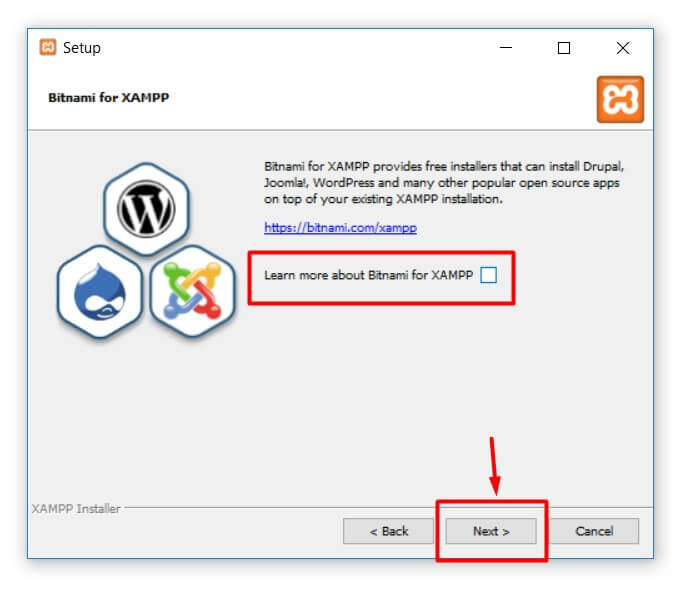 Setup
Bitnami for XAMPP
Bitnami for XAMPP provides free installers that can install Drupal,
Joomla!, WordPress and many other popular open source apps
on top of your existing XAMPP installation.
https://bitnami.com/xampp
Learn more about Bitnami for XAMPP
XAMPP Installer
< Back
Next >
Cancel